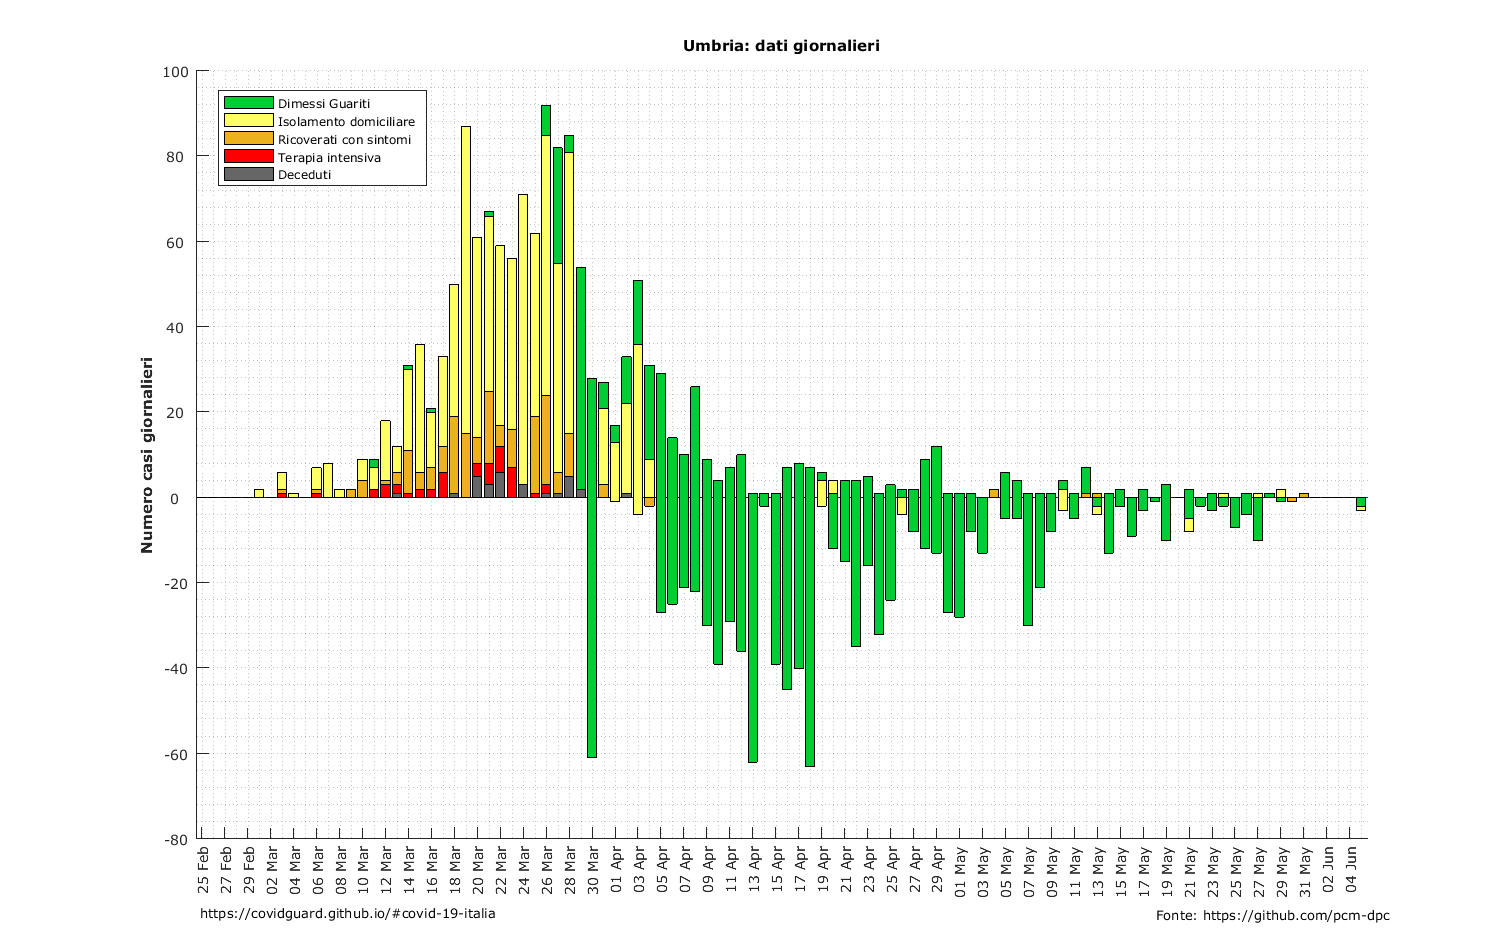 Umbria: dati giornalieri
100
80
60
40
20
0
-20
-40
-60
-80
Numero casi giornalieri
Dimessi Guariti
Isolamento domiciliare
Ricoverati con sintomi
Terapia intensiva
Deceduti
25 Feb
27 Feb
29 Feb
02 Mar
04 Mar
06 Mar
08 Mar
10 Mar
12 Mar
14 Mar
16 Mar
18 Mar
20 Mar
22 Mar
24 Mar
26 Mar
28 Mar
30 Mar
01 Apr
03 Apr
05 Apr
07 Apr
09 Apr
11 Apr
13 Apr
15 Apr
17 Apr
19 Apr
21 Apr
23 Apr
25 Apr
27 Apr
29 Apr
01 May
03 May
05 May
07 May
09 May
11 May
13 May
15 May
17 May
19 May
21 May
23 May
25 May
27 May
29 May
31 May
02 Jun
04 Jun
https://covidguard.github.io/#covid-19-italia
Fonte: https://github.com/pcm-dpc